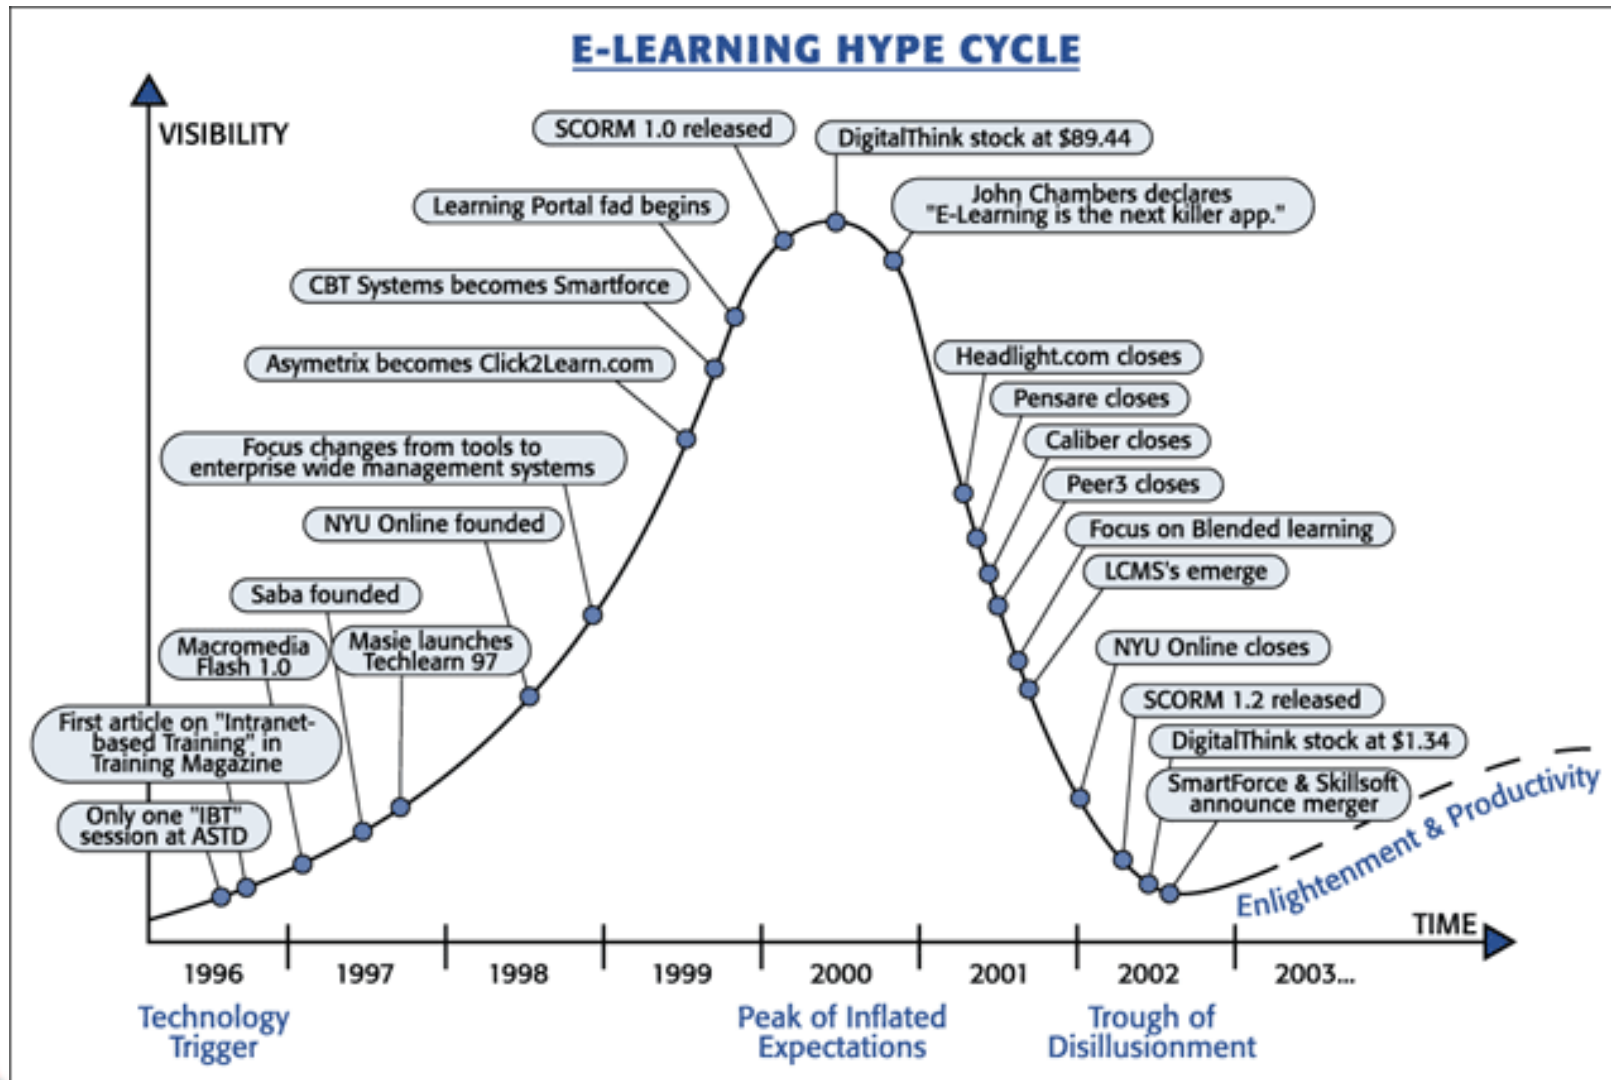 E-LEARNING HYPE CYCLE
VISIBILITY
SCORM 1.0 released
DigitalThink stock at $89.44
John Chambers declares
"E-Learning is the next killer app."
Learning Portal fad begins
CBT Systems becomes Smartforce
Asymetrix becomes Click2Learn.com
Focus changes from tools to
enterprise wide management systems
NYU Online founded
Saba founded
Macromedia
Flash 1.0
Masie launches
Techlearn 97
First article on "Intranet-
based Training" in
Training Magazine
Only one "IBT"
session at ASTD
Headlight.com closes
Pensare closes
Caliber closes
Peer3 closes
Focus on Blended learning
LCMS's emerge
NYU Online closes
SCORM 1.2 released
DigitalThink stock at $1.34
SmartForce & Skillsoft
announce merger
Enlightenment & Productivity
TIME
1996
1997
1998
1999
2000
2001
2002
2003...
Technology
Trigger
Peak of Inflated
Expectations
Trough of
Disillusionment